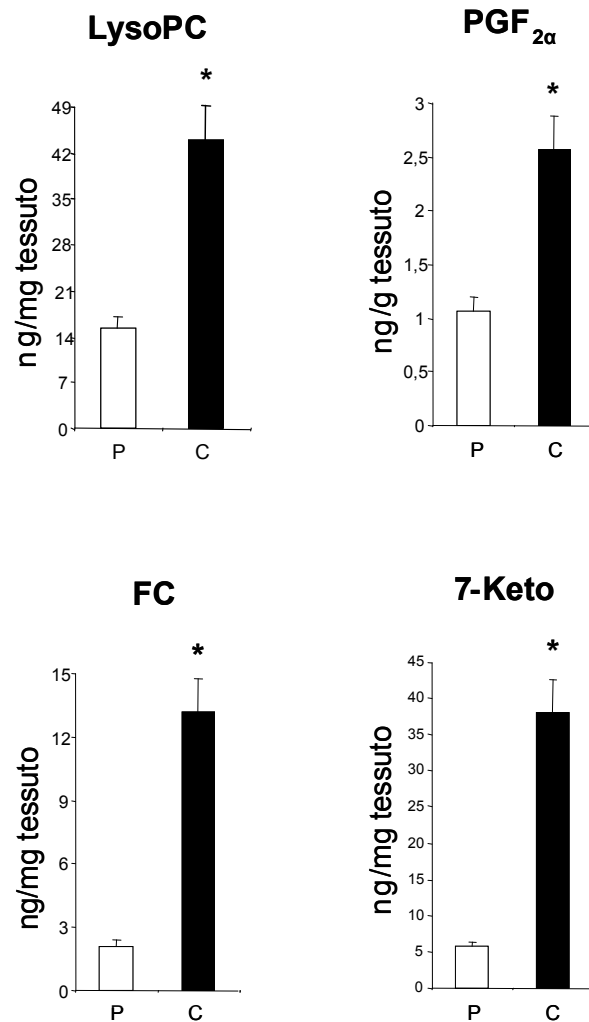 LysoPC
*
49
42
35
28
21
14
7
0
ng/mg tessuto
P C
PGF2α
*
3
2,5
2
1,5
1
0,5
0
ng/g tessuto
P C
FC
*
15
12
9
6
3
0
ng/mg tessuto
P C
7-Keto
*
45
40
35
30
25
20
15
10
5
0
ng/mg tessuto
P C